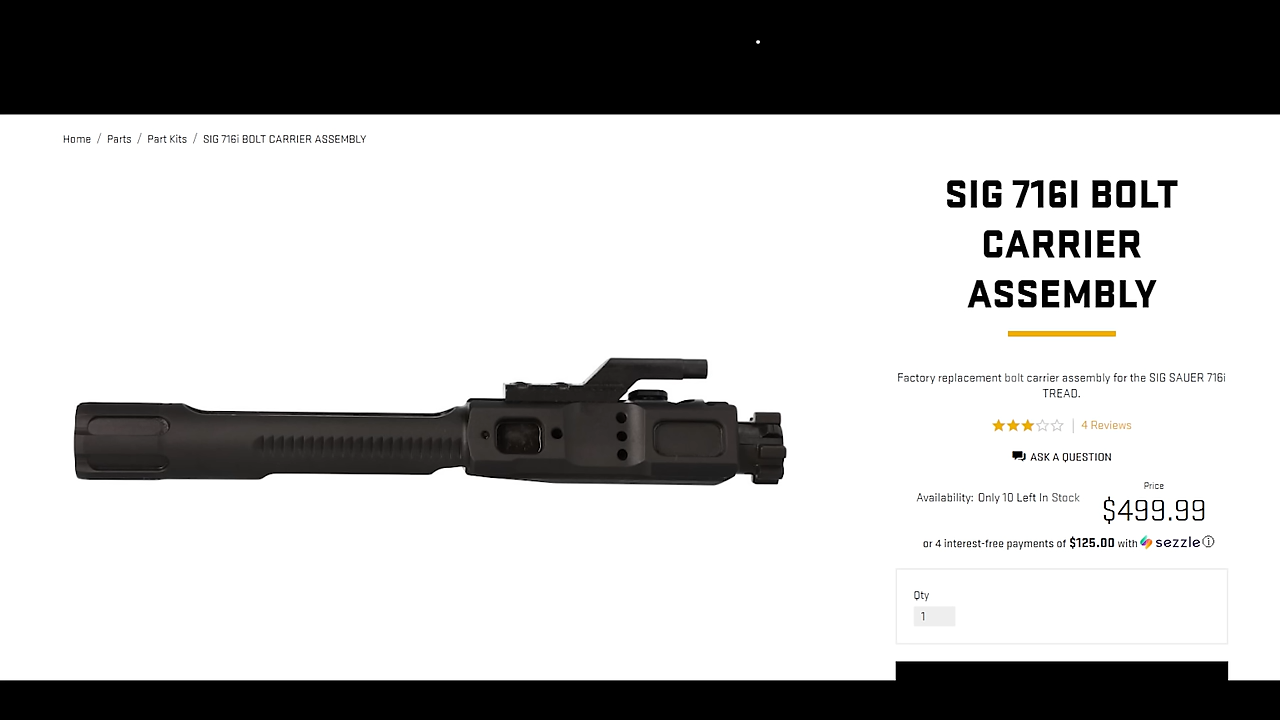 Home / Parts / Part Kits / SIG 716i BOLT CARRIER ASSEMBLY
SIG 716I BOLT
CARRIER
ASSEMBLY
Factory replacement bolt carrier assembly for the SIG SAUER 716i
TREAD.
4 Reviews
ASK A QUESTION
Price
Availability: Only 10 Left In Stock
$499.99
or 4 interest-free payments of $125.00 with sezzle
Qty
1